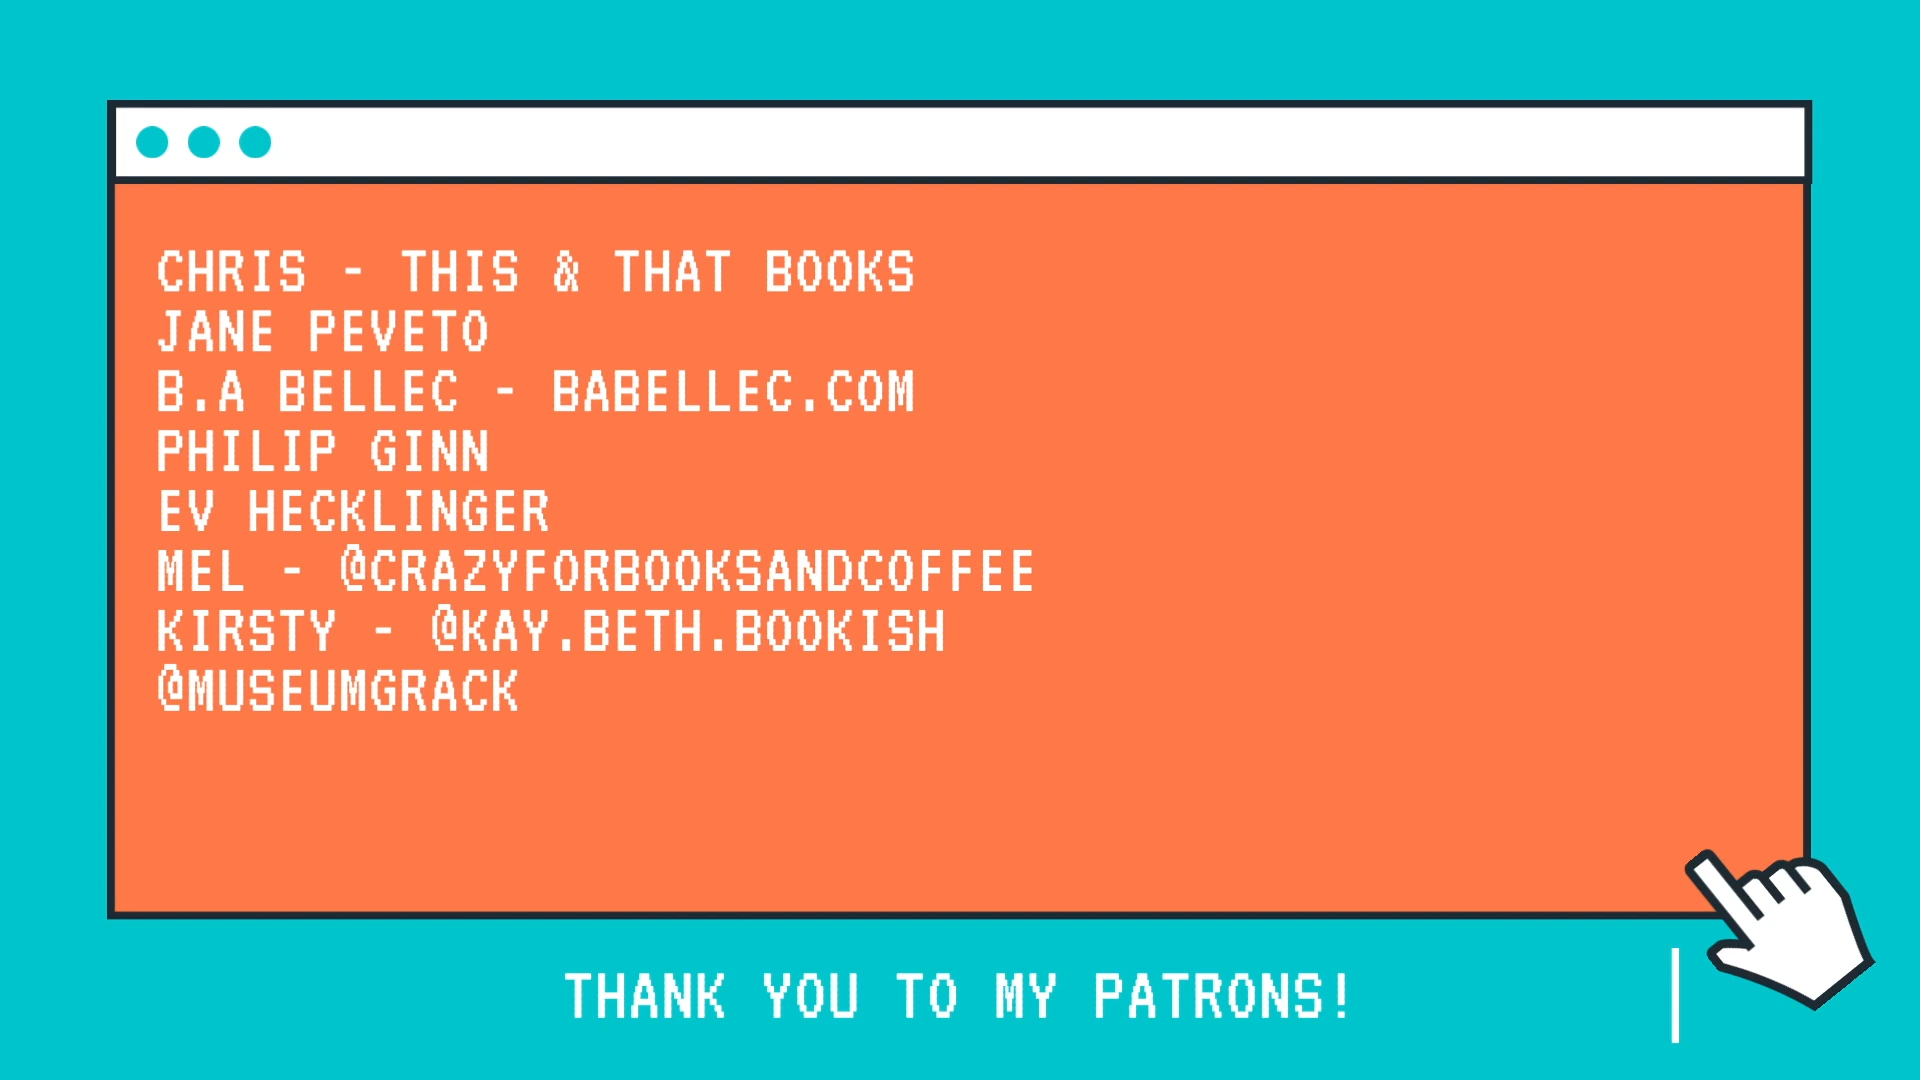 CHRIS - THIS & THAT BOOKS
JANE PEVETO
B.A BELLEC - BABELLEC.COM
PHILIP GINN
EV HECKLINGER
MEL - @CRAZYFORBOOKSANDCOFFEE
KIRSTY - @KAY.BETH.BOOKISH
@MUSEUMGRACK
THANK YOU TO MY PATRONS!